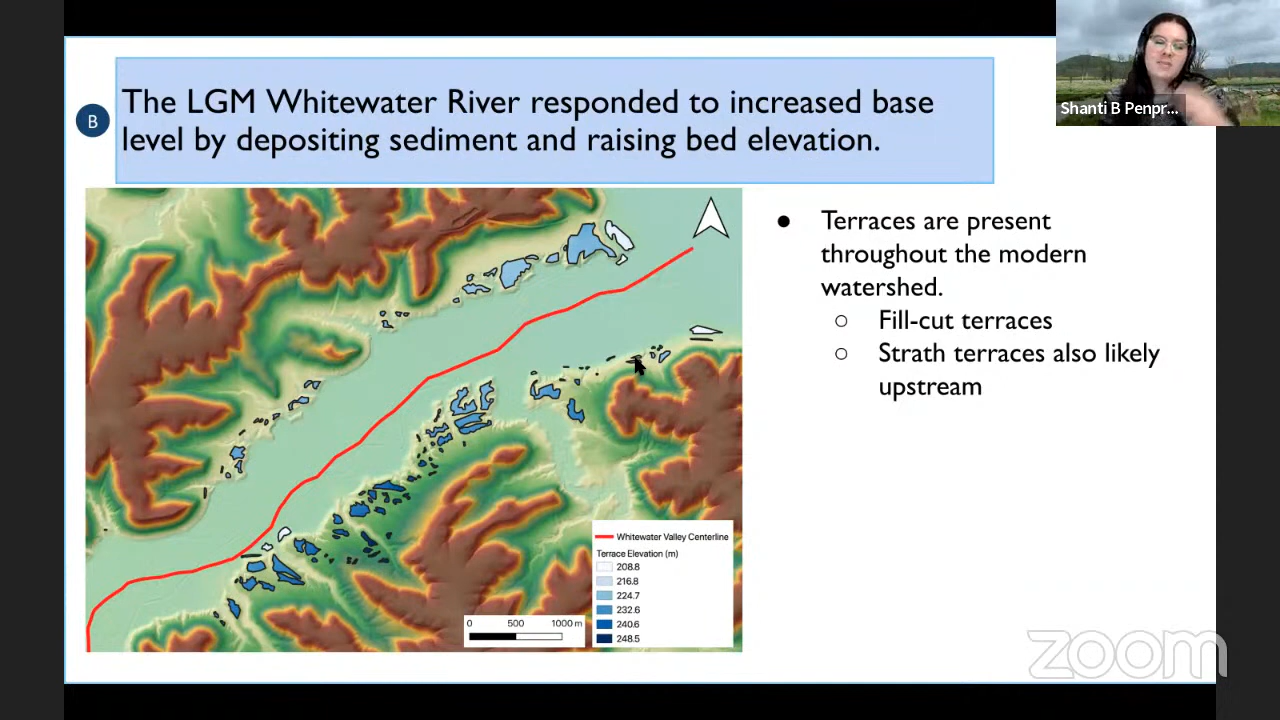 B
The LGM Whitewater River responded to increased base
level by depositing sediment and raising bed elevation.
Shanti B Penpr...
● Terraces are present
throughout the modern
watershed.
○ Fill-cut terraces
○ Strath terraces also likely
upstream
Whitewater Valley Centerline
Terrace Elevation (m)
208.8
216.8
224.7
232.6
240.6
248.5
0 500 1000 m
zoom